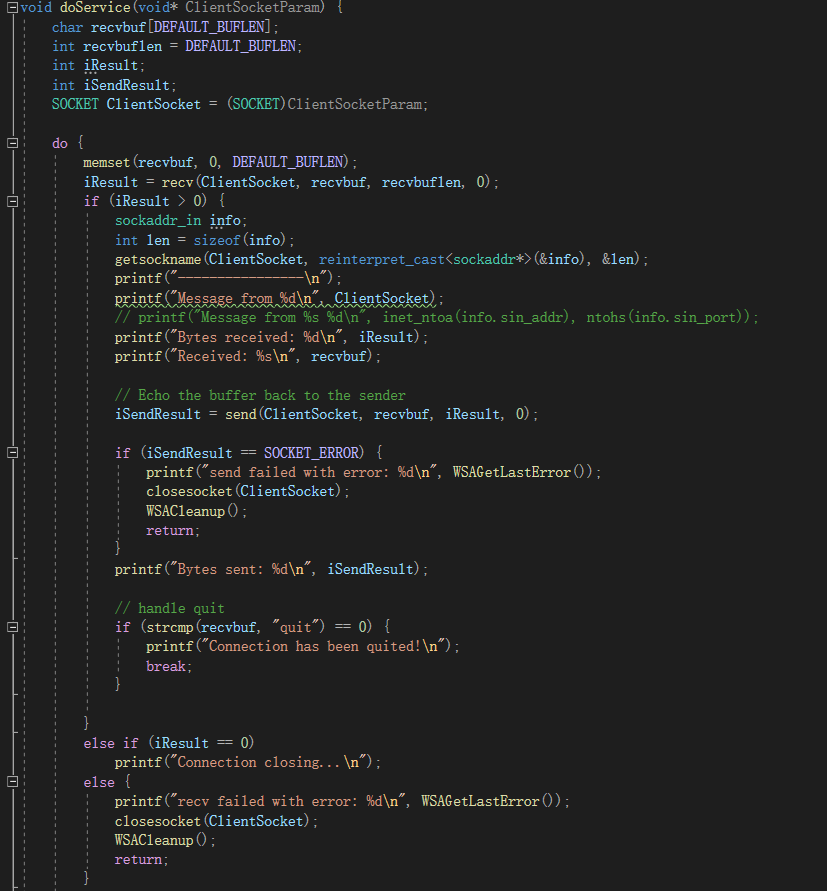 void doService(void* ClientSocketParam) {
    char recvbuf[DEFAULT_BUFLEN];
    int recvbuflen = DEFAULT_BUFLEN;
    int iResult;
    int iSendResult;
    SOCKET ClientSocket = (SOCKET)ClientSocketParam;
    do {
        memset(recvbuf, 0, DEFAULT_BUFLEN);
        iResult = recv(ClientSocket, recvbuf, recvbuflen, 0);
        if (iResult > 0) {
            sockaddr_in info;
            int len = sizeof(info);
            getsockname(ClientSocket, reinterpret_cast<sockaddr*>(&info), &len);
            printf("----------------\n");
            printf("Message from %d\n", ClientSocket);
            // printf("Message from %s %d\n", inet_ntoa(info.sin_addr), ntohs(info.sin_port));
            printf("Bytes received: %d\n", iResult);
            printf("Received: %s\n", recvbuf);
            // Echo the buffer back to the sender
            iSendResult = send(ClientSocket, recvbuf, iResult, 0);
            if (iSendResult == SOCKET_ERROR) {
                printf("send failed with error: %d\n", WSAGetLastError());
                closesocket(ClientSocket);
                WSACleanup();
                return;
            }
            printf("Bytes sent: %d\n", iSendResult);
            // handle quit
            if (strcmp(recvbuf, "quit") == 0) {
                printf("Connection has been quited!\n");
                break;
            }
        }
        else if (iResult == 0)
            printf("Connection closing...\n");
        else {
            printf("recv failed with error: %d\n", WSAGetLastError());
            closesocket(ClientSocket);
            WSACleanup();
            return;
        }